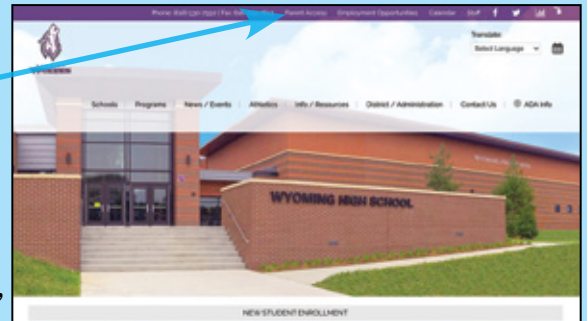 Parent Access Employment Opportunities Calendar Staff
Translate:
Select Language
Schools Programs News / Events Athletics Info / Resources District / Administration Contact Us ADA Info
WYOMING HIGH SCHOOL
NEW STUDENT ENROLLMENT